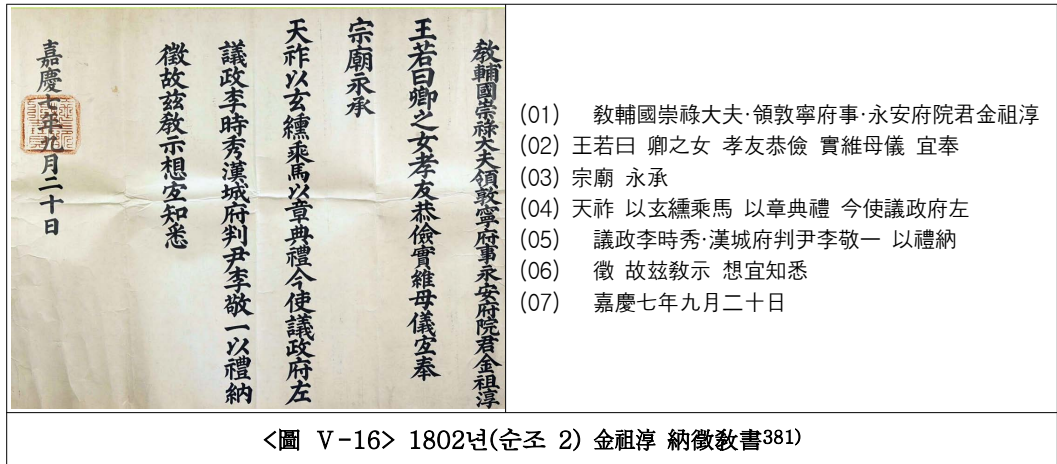 敎輔國崇祿大夫領敦寧府事永安府院君金祖淳
王若曰卿之女孝友恭儉實維母儀宜奉
宗廟永承
天祚以玄纁乘馬以章典禮今使議政府左
議政李時秀漢城府判尹李敬一以禮納
徵故玆敎示想宜知悉
嘉慶七年九月二十日
(01) 敎輔國崇祿大夫·領敦寧府事·永安府院君金祖淳
(02) 王若曰 卿之女 孝友恭儉 實維母儀 宜奉
(03) 宗廟 永承
(04) 天祚 以玄纁乘馬 以章典禮 今使議政府左
(05) 議政李時秀·漢城府判尹李敬一 以禮納
(06) 徵 故玆敎示 想宜知悉
(07) 嘉慶七年九月二十日
<圖 Ⅴ-16> 1802년(순조 2) 金祖淳 納徵敎書381)